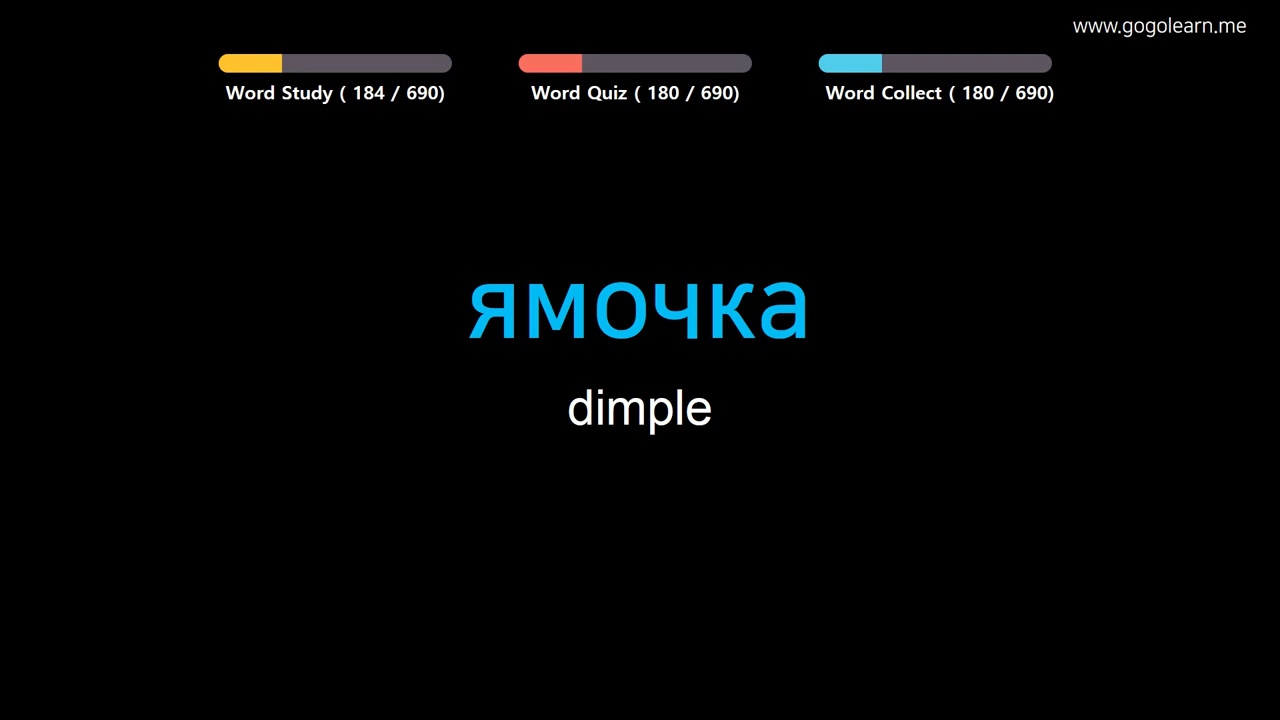 www.gogolearn.me
Word Study ( 184 / 690)
Word Quiz ( 180 / 690)
Word Collect ( 180 / 690)
ямочка
dimple